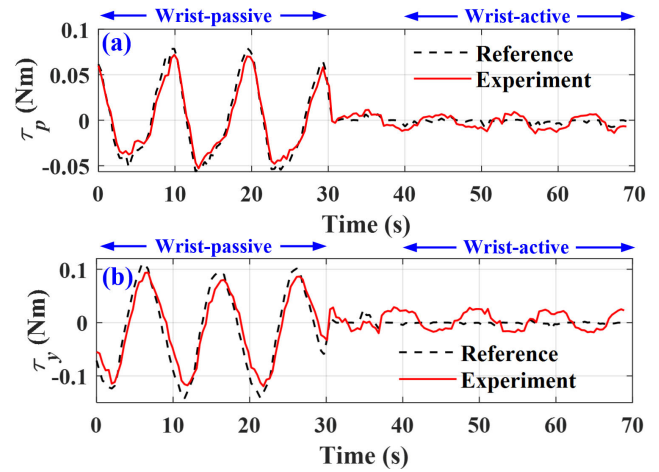 Wrist-passive Wrist-active
(a)
Reference
Experiment
τp (Nm)
0.1
0.05
0
-0.05
0 10 20 30 40 50 60 70
Time (s)
Wrist-passive Wrist-active
(b)
Reference
Experiment
τy (Nm)
0.1
0
-0.1
0 10 20 30 40 50 60 70
Time (s)